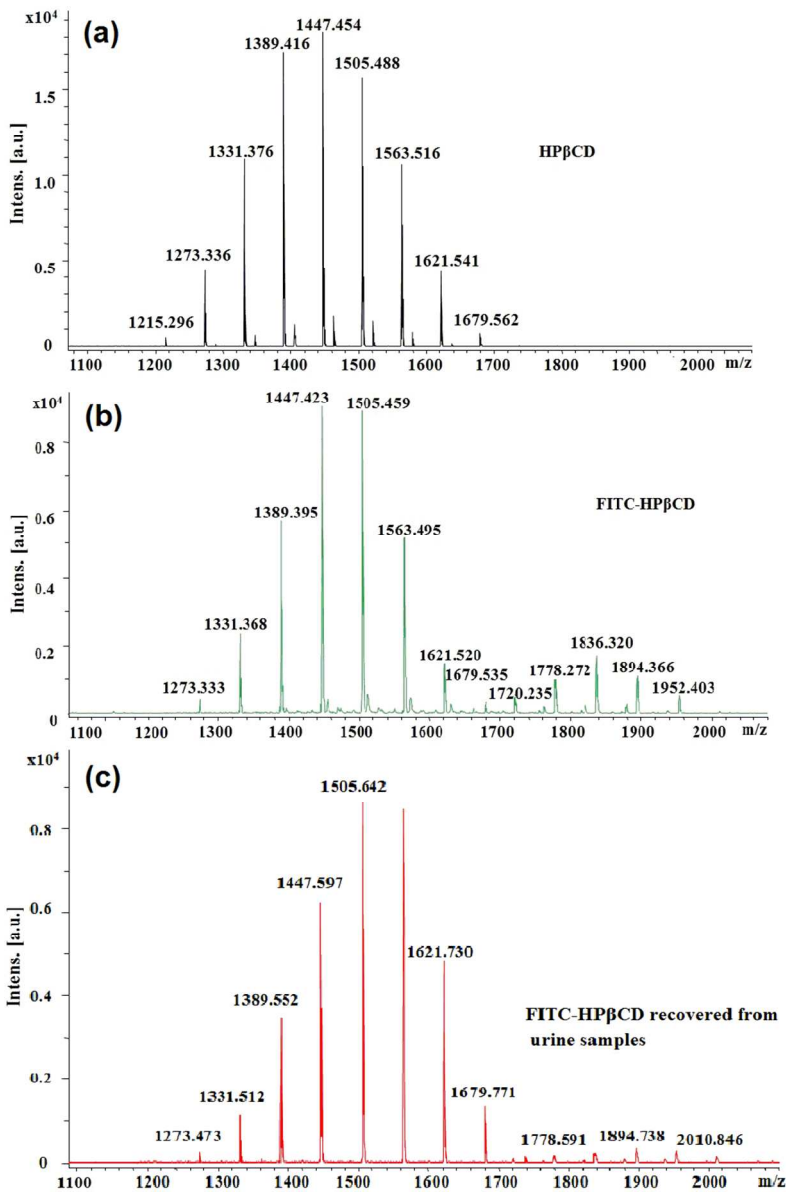 x10⁴
(a)
1447.454
1389.416
1505.488
1.5
1331.376
1563.516
HPβCD
Intens. [a.u.]
1.0
1273.336
1621.541
0.5
1215.296
1679.562
0
1100 1200 1300 1400 1500 1600 1700 1800 1900 2000 m/z
x10⁴
(b)
1447.423
1505.459
0.8
FITC-HPβCD
0.6
1389.395
1563.495
Intens. [a.u.]
0.4
1331.368
0.2
1621.520
1836.320
1679.535
1778.272
1894.366
1273.333
1720.235
1952.403
0
1100 1200 1300 1400 1500 1600 1700 1800 1900 2000 m/z
x10⁴
(c)
1505.642
0.8
1447.597
0.6
Intens. [a.u.]
1621.730
0.4
1389.552
FITC-HPβCD recovered from
urine samples
0.2
1331.512
1679.771
1273.473
1778.591
1894.738
2010.846
0
1100 1200 1300 1400 1500 1600 1700 1800 1900 2000 m/z